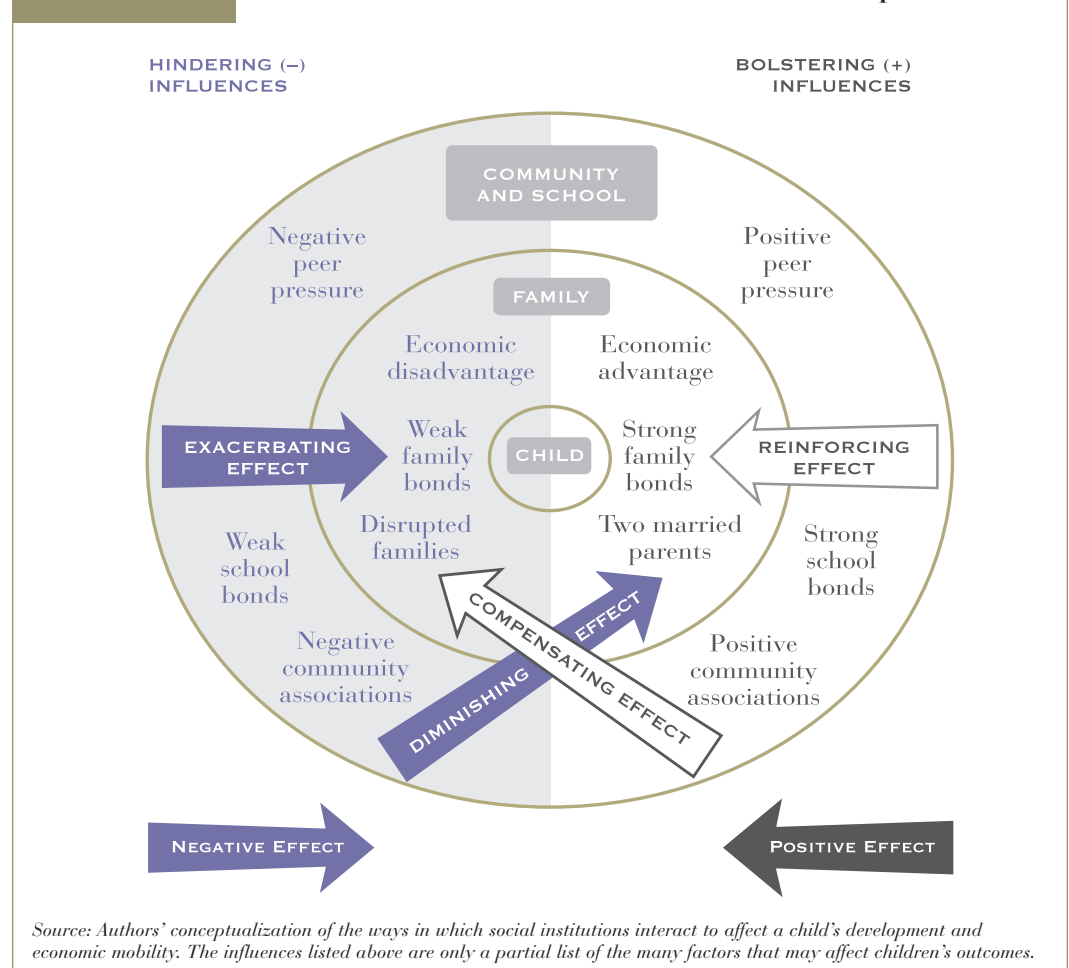 HINDERING (–)
INFLUENCES
BOLSTERING (+)
INFLUENCES
COMMUNITY
AND SCHOOL
Negative
peer
pressure
Positive
peer
pressure
FAMILY
Economic
disadvantage
Economic
advantage
EXACERBATING
EFFECT
Weak
family
bonds
CHILD
Strong
family
bonds
REINFORCING
EFFECT
Disrupted
families
Two married
parents
Weak
school
bonds
Strong
school
bonds
Negative
community
associations
DIMINISHING EFFECT
COMPENSATING EFFECT
Positive
community
associations
NEGATIVE EFFECT
POSITIVE EFFECT
Source: Authors’ conceptualization of the ways in which social institutions interact to affect a child’s development and
economic mobility. The influences listed above are only a partial list of the many factors that may affect children’s outcomes.